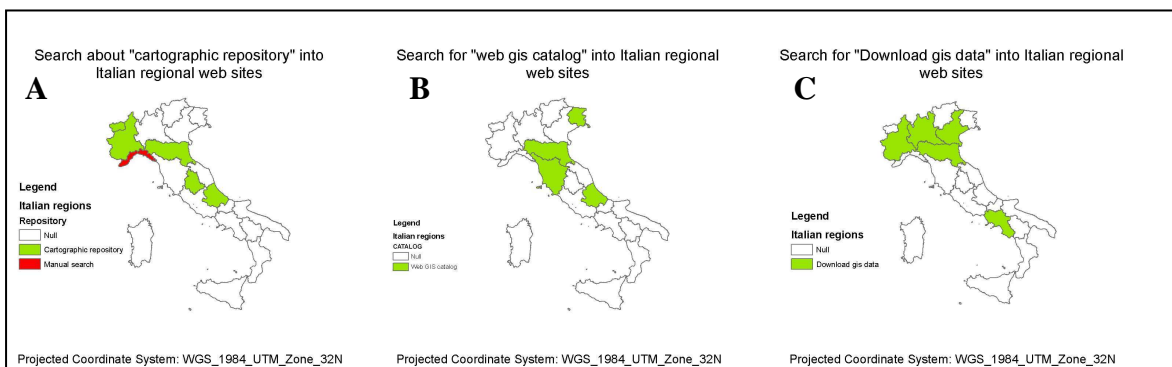 Search about "cartographic repository" into
Italian regional web sites
A
Legend
Italian regions
Repository
Null
Cartographic repository
Manual search
Projected Coordinate System: WGS_1984_UTM_Zone_32N
Search for "web gis catalog" into Italian regional
web sites
B
Legend
Italian regions
CATALOG
Null
Web GIS catalog
Projected Coordinate System: WGS_1984_UTM_Zone_32N
Search for "Download gis data" into Italian regional
web sites
C
Legend
Italian regions
Null
Download gis data
Projected Coordinate System: WGS_1984_UTM_Zone_32N